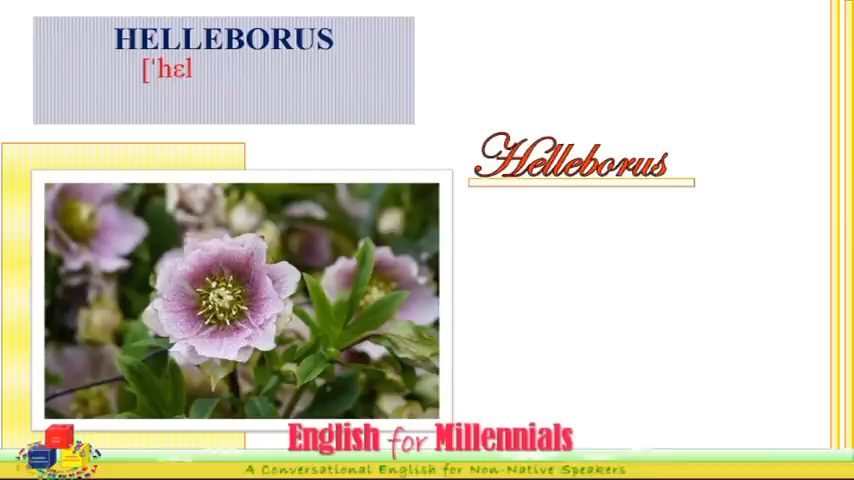 HELLEBORUS
[ˈhɛl
Helleborus
English for Millennials
A Conversational English for Non-Native Speakers